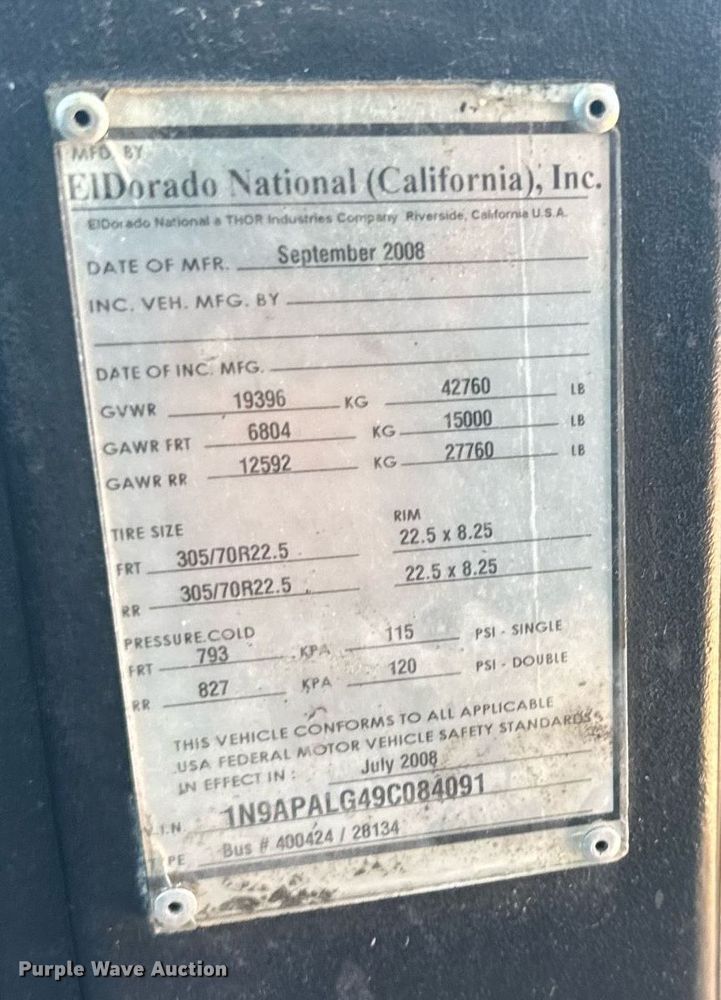 MFD. BY
ElDorado National (California), Inc.
ElDorado National a THOR Industries Company Riverside, California U.S.A.
DATE OF MFR. September 2008
INC. VEH. MFG. BY
DATE OF INC. MFG.
GVWR 19396 KG 42760 LB
GAWR FRT 6804 KG 15000 LB
GAWR RR 12592 KG 27760 LB
TIRE SIZE RIM
FRT 305/70R22.5 22.5 x 8.25
RR 305/70R22.5 22.5 x 8.25
PRESSURE.COLD
FRT 793 KPA 115 PSI - SINGLE
RR 827 KPA 120 PSI - DOUBLE
THIS VEHICLE CONFORMS TO ALL APPLICABLE
USA FEDERAL MOTOR VEHICLE SAFETY STANDARDS
IN EFFECT IN : July 2008
V.I.N. 1N9APALG49C084091
TYPE Bus # 400424 / 28134
Purple Wave Auction